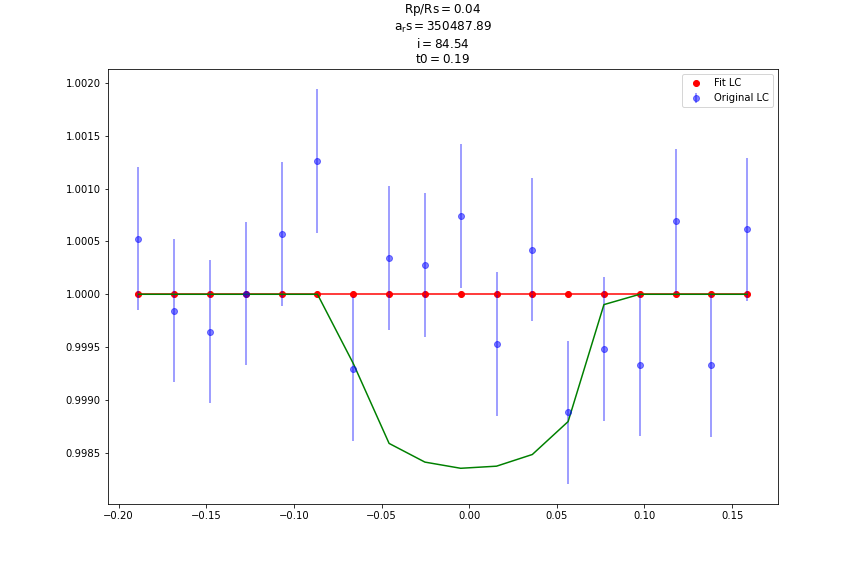 Rp/Rs = 0.04
aᵣs = 350487.89
i = 84.54
t0 = 0.19
Fit LC
Original LC
1.0020
1.0015
1.0010
1.0005
1.0000
0.9995
0.9990
0.9985
−0.20 −0.15 −0.10 −0.05 0.00 0.05 0.10 0.15